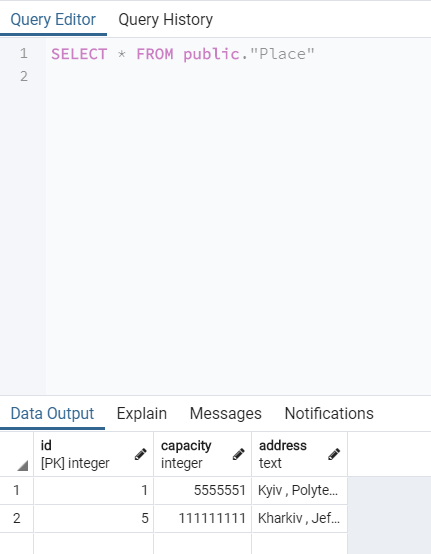 Query Editor Query History
1 SELECT * FROM public."Place"
2
Data Output Explain Messages Notifications
id capacity address
[PK] integer integer text
1 1 5555551 Kyiv , Polyte...
2 5 111111111 Kharkiv , Jef...